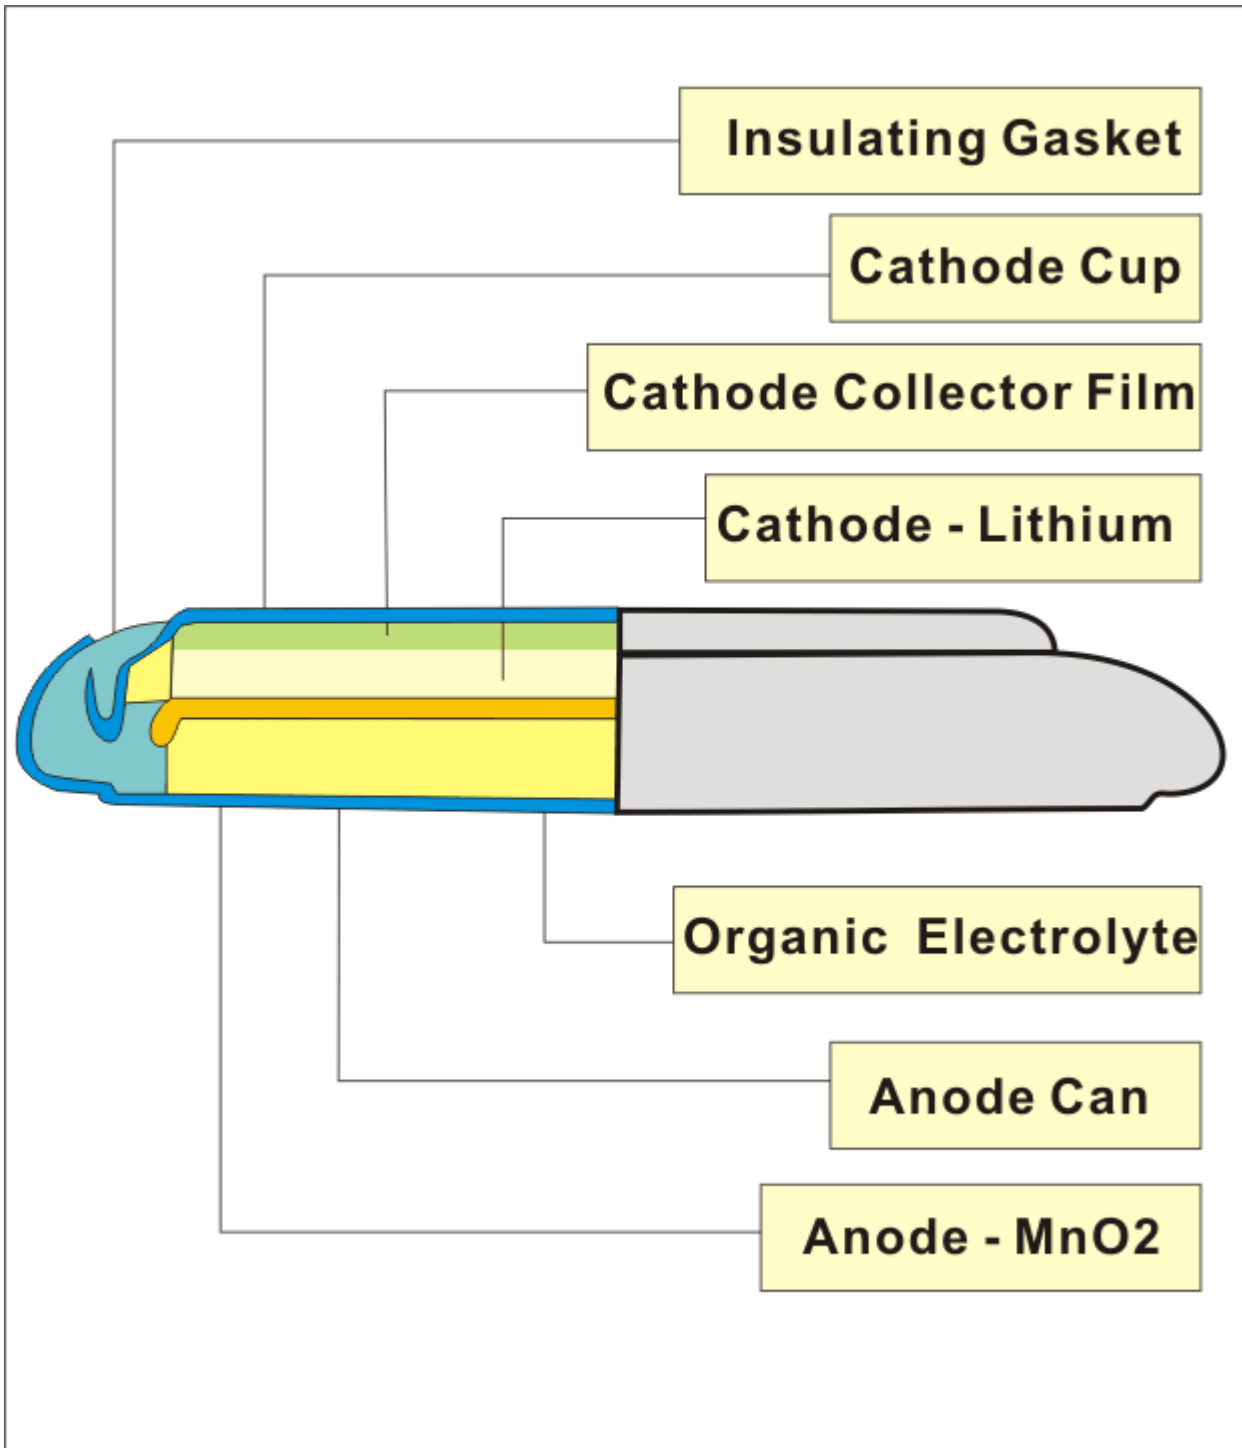 Insulating Gasket
Cathode Cup
Cathode Collector Film
Cathode - Lithium
Organic Electrolyte
Anode Can
Anode - MnO2